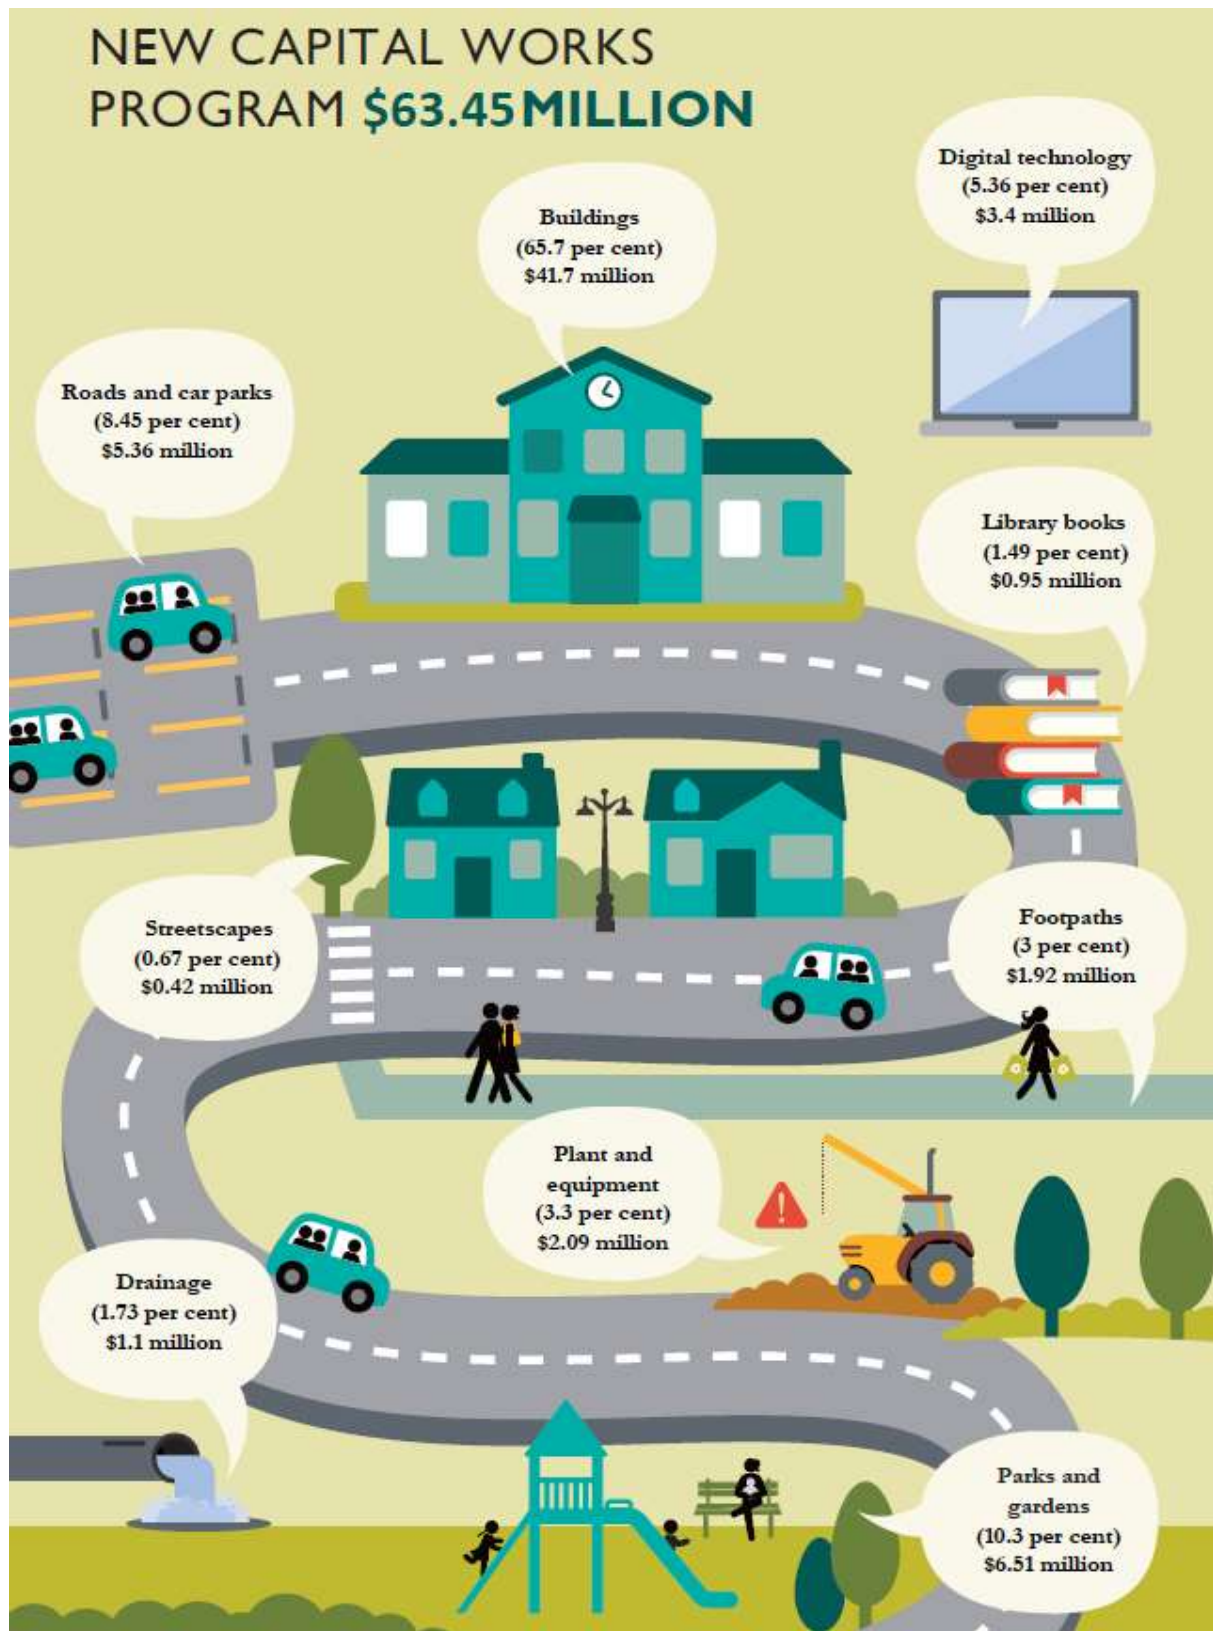 NEW CAPITAL WORKS
PROGRAM $63.45 MILLION
Digital technology
(5.36 per cent)
$3.4 million
Buildings
(65.7 per cent)
$41.7 million
Roads and car parks
(8.45 per cent)
$5.36 million
Library books
(1.49 per cent)
$0.95 million
Streetscapes
(0.67 per cent)
$0.42 million
Footpaths
(3 per cent)
$1.92 million
Plant and
equipment
(3.3 per cent)
$2.09 million
Drainage
(1.73 per cent)
$1.1 million
Parks and
gardens
(10.3 per cent)
$6.51 million